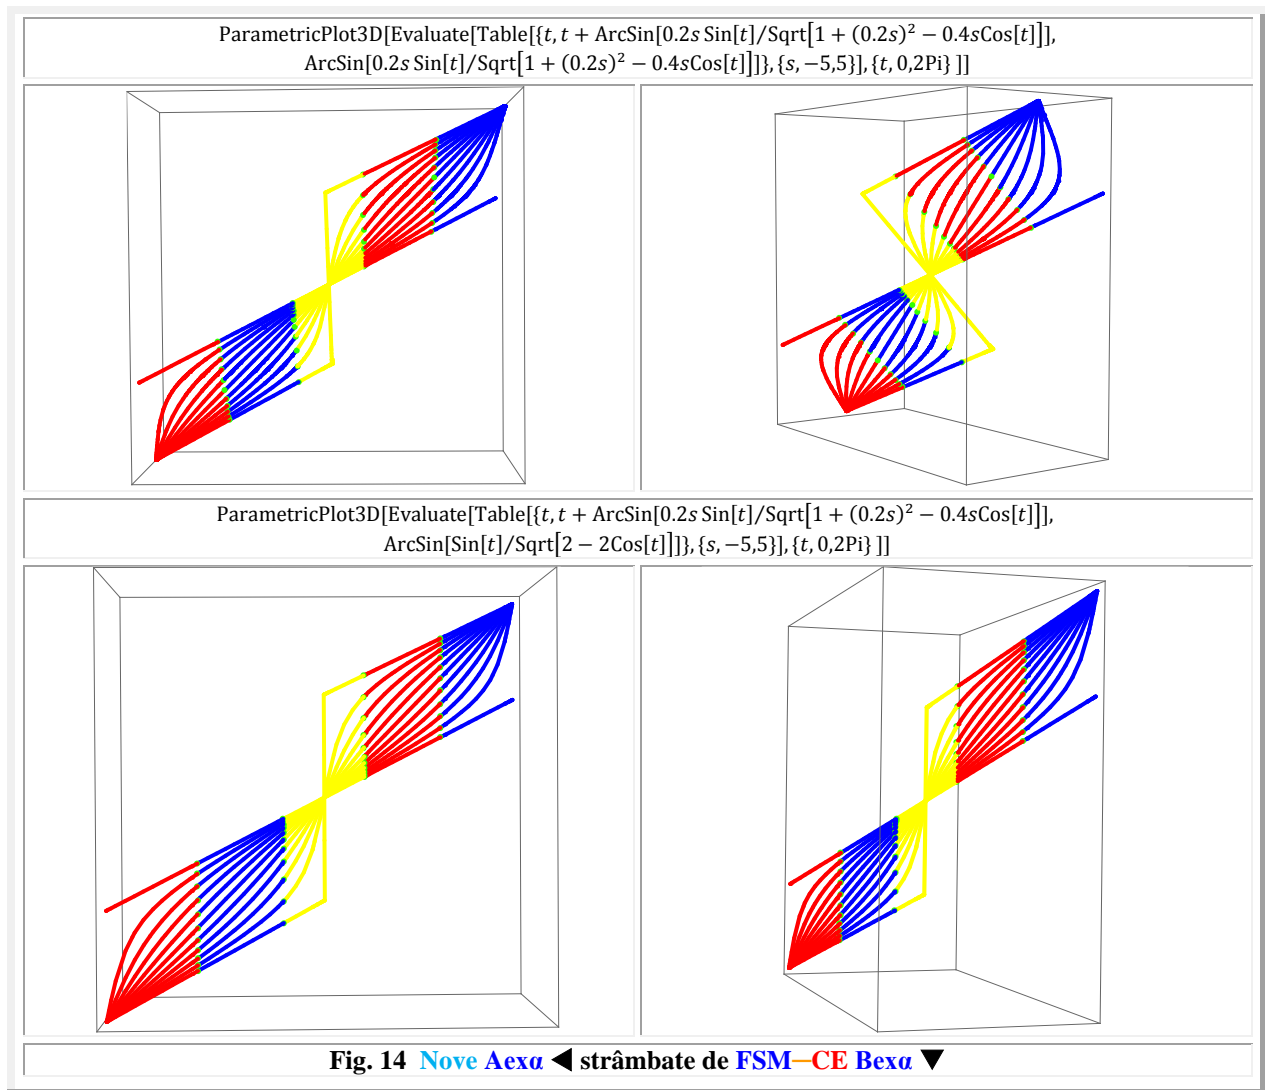 ParametricPlot3D[Evaluate[Table[{t, t + ArcSin[0.2s Sin[t]/Sqrt[1 + (0.2s)² − 0.4sCos[t]]],
ArcSin[0.2s Sin[t]/Sqrt[1 + (0.2s)² − 0.4sCos[t]]]}, {s, −5,5}], {t, 0,2Pi} ]]
ParametricPlot3D[Evaluate[Table[{t, t + ArcSin[0.2s Sin[t]/Sqrt[1 + (0.2s)² − 0.4sCos[t]]],
ArcSin[Sin[t]/Sqrt[2 − 2Cos[t]]]}, {s, −5,5}], {t, 0,2Pi} ]]
Fig. 14 Nove Aexα ◄ strâmbate de FSM—CE Bexα ▼